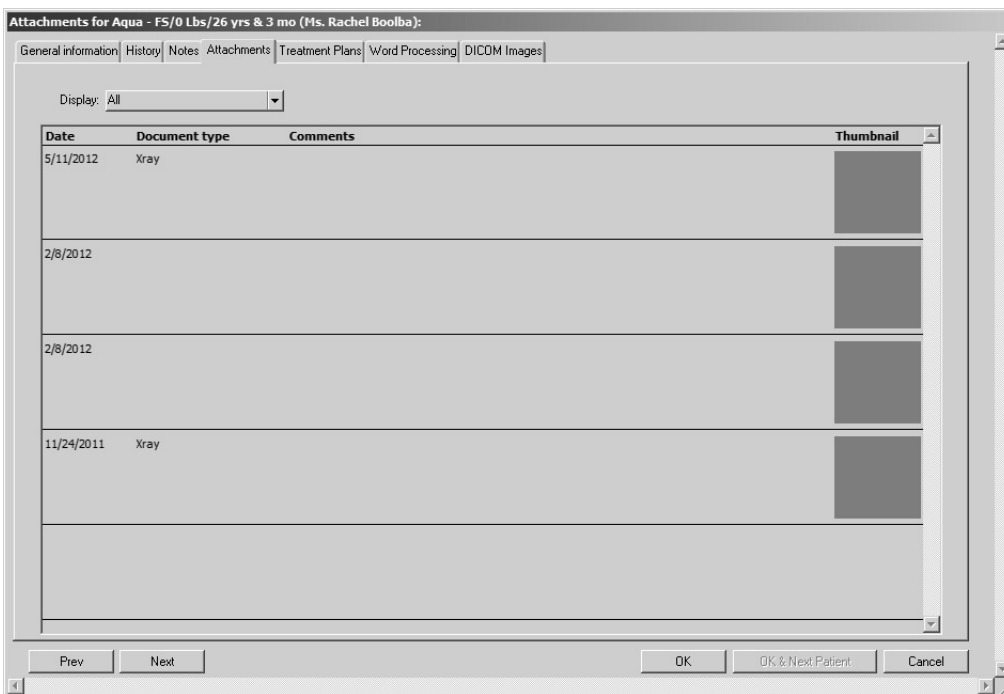 Attachments for Aqua - FS/0 Lbs/26 yrs & 3 mo (Ms. Rachel Boolba):
General information History Notes Attachments Treatment Plans Word Processing DICOM Images
Display: All
Date Document type Comments Thumbnail
5/11/2012 Xray
2/8/2012
2/8/2012
11/24/2011 Xray
Prev Next OK OK & Next Patient Cancel